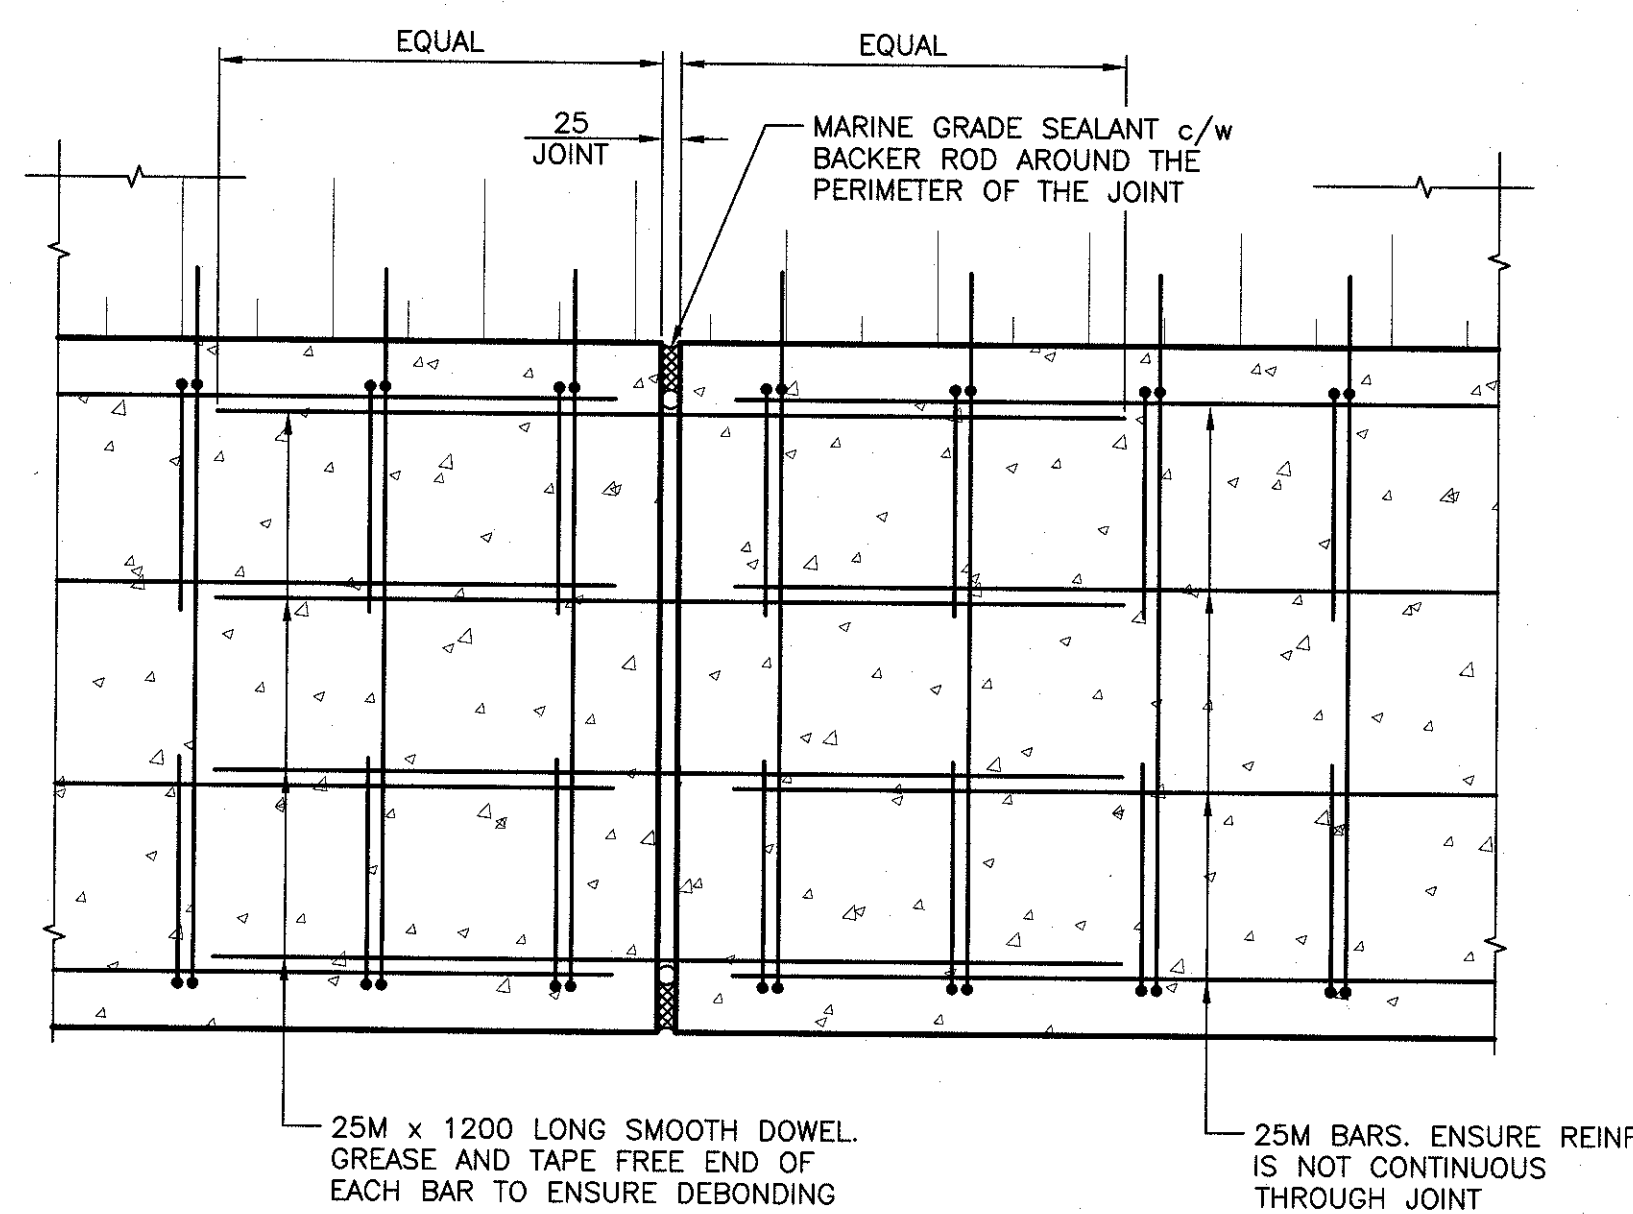 EQUAL
EQUAL
25
JOINT
MARINE GRADE SEALANT c/w
BACKER ROD AROUND THE
PERIMETER OF THE JOINT
25M x 1200 LONG SMOOTH DOWEL.
GREASE AND TAPE FREE END OF
EACH BAR TO ENSURE DEBONDING
25M BARS. ENSURE REINF
IS NOT CONTINUOUS
THROUGH JOINT